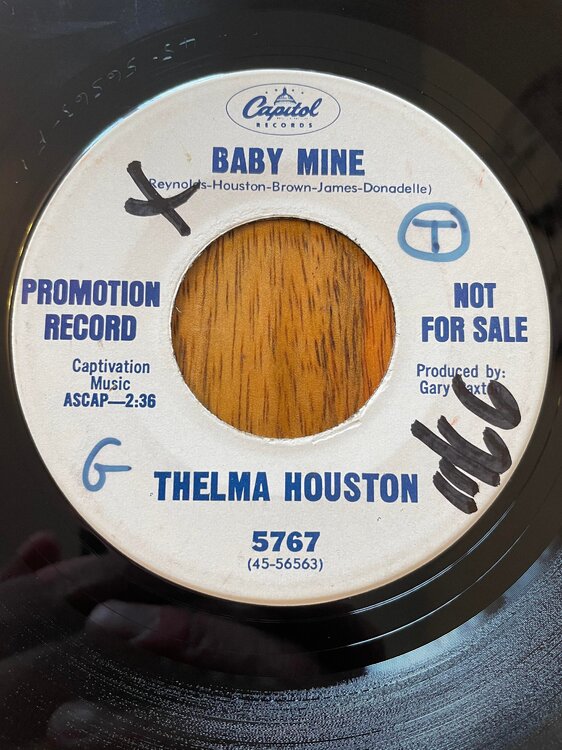 Capitol
RECORDS
BABY MINE
(Reynolds-Houston-Brown-James-Donadelle)
X
T
PROMOTION
RECORD
NOT
FOR SALE
Captivation
Music
ASCAP—2:36
Produced by:
Gary Paxton
G
THELMA HOUSTON
5767
(45-56563)